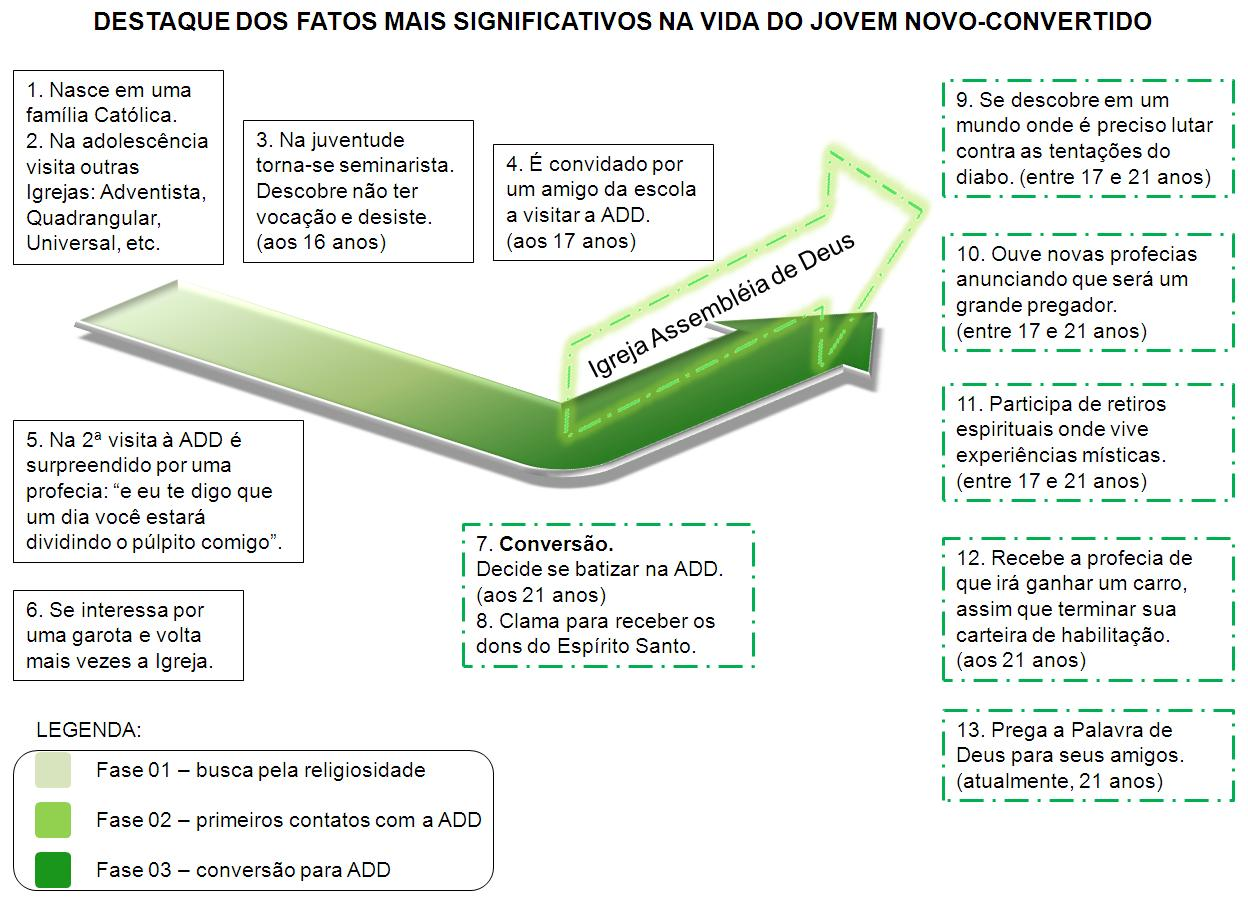 DESTAQUE DOS FATOS MAIS SIGNIFICATIVOS NA VIDA DO JOVEM NOVO-CONVERTIDO
1. Nasce em uma
família Católica.
2. Na adolescência
visita outras
Igrejas: Adventista,
Quadrangular,
Universal, etc.
3. Na juventude
torna-se seminarista.
Descobre não ter
vocação e desiste.
(aos 16 anos)
4. É convidado por
um amigo da escola
a visitar a ADD.
(aos 17 anos)
Igreja Assembléia de Deus
5. Na 2ª visita à ADD é
surpreendido por uma
profecia: “e eu te digo que
um dia você estará
dividindo o púlpito comigo”.
6. Se interessa por
uma garota e volta
mais vezes a Igreja.
7. Conversão.
Decide se batizar na ADD.
(aos 21 anos)
8. Clama para receber os
dons do Espírito Santo.
9. Se descobre em um
mundo onde é preciso lutar
contra as tentações do
diabo. (entre 17 e 21 anos)
10. Ouve novas profecias
anunciando que será um
grande pregador.
(entre 17 e 21 anos)
11. Participa de retiros
espirituais onde vive
experiências místicas.
(entre 17 e 21 anos)
12. Recebe a profecia de
que irá ganhar um carro,
assim que terminar sua
carteira de habilitação.
(aos 21 anos)
13. Prega a Palavra de
Deus para seus amigos.
(atualmente, 21 anos)
LEGENDA:
Fase 01 – busca pela religiosidade
Fase 02 – primeiros contatos com a ADD
Fase 03 – conversão para ADD